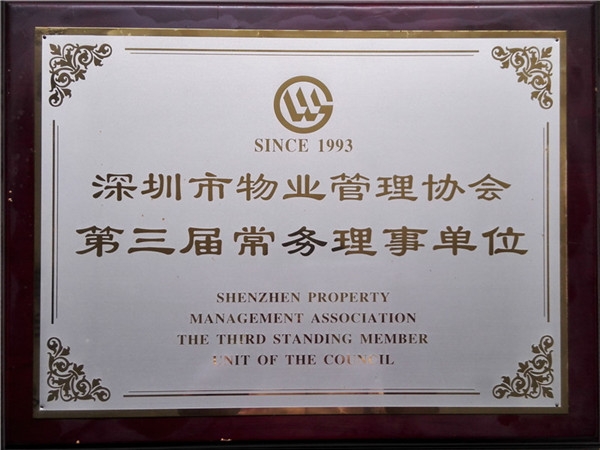 SINCE 1993
深圳市物业管理协会
第三届常务理事单位
SHENZHEN PROPERTY
MANAGEMENT ASSOCIATION
THE THIRD STANDING MEMBER
UNIT OF THE COUNCIL